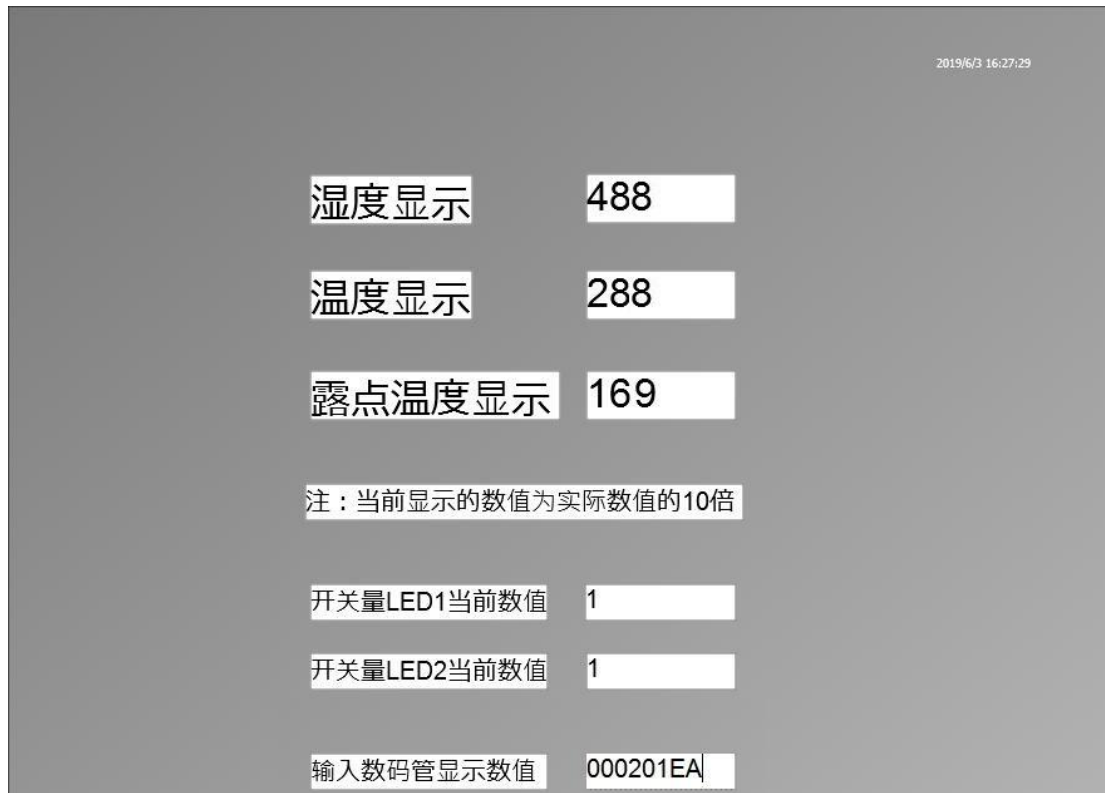 2019/6/3 16:27:29
湿度显示 488
温度显示 288
露点温度显示 169
注：当前显示的数值为实际数值的10倍
开关量LED1当前数值 1
开关量LED2当前数值 1
输入数码管显示数值 000201EA